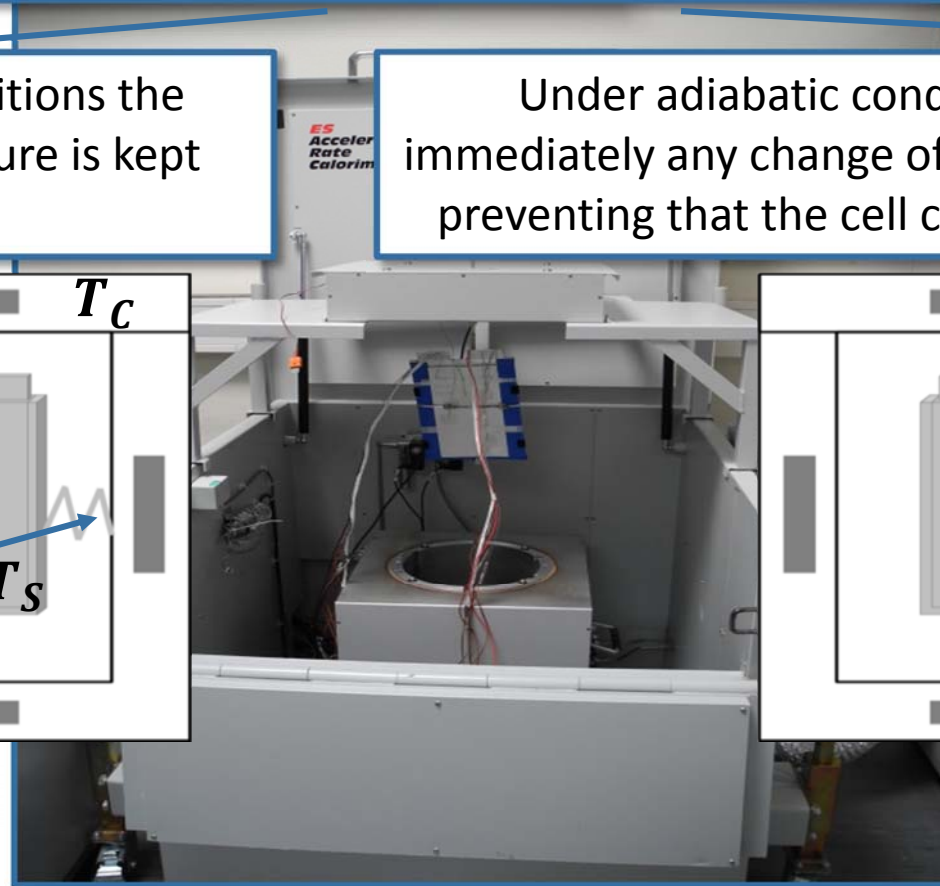 itions the
ure is kept
Under adiabatic cond
immediately any change of
preventing that the cell c
ES
Acceler
Rate
Calorim
T_C
T_S